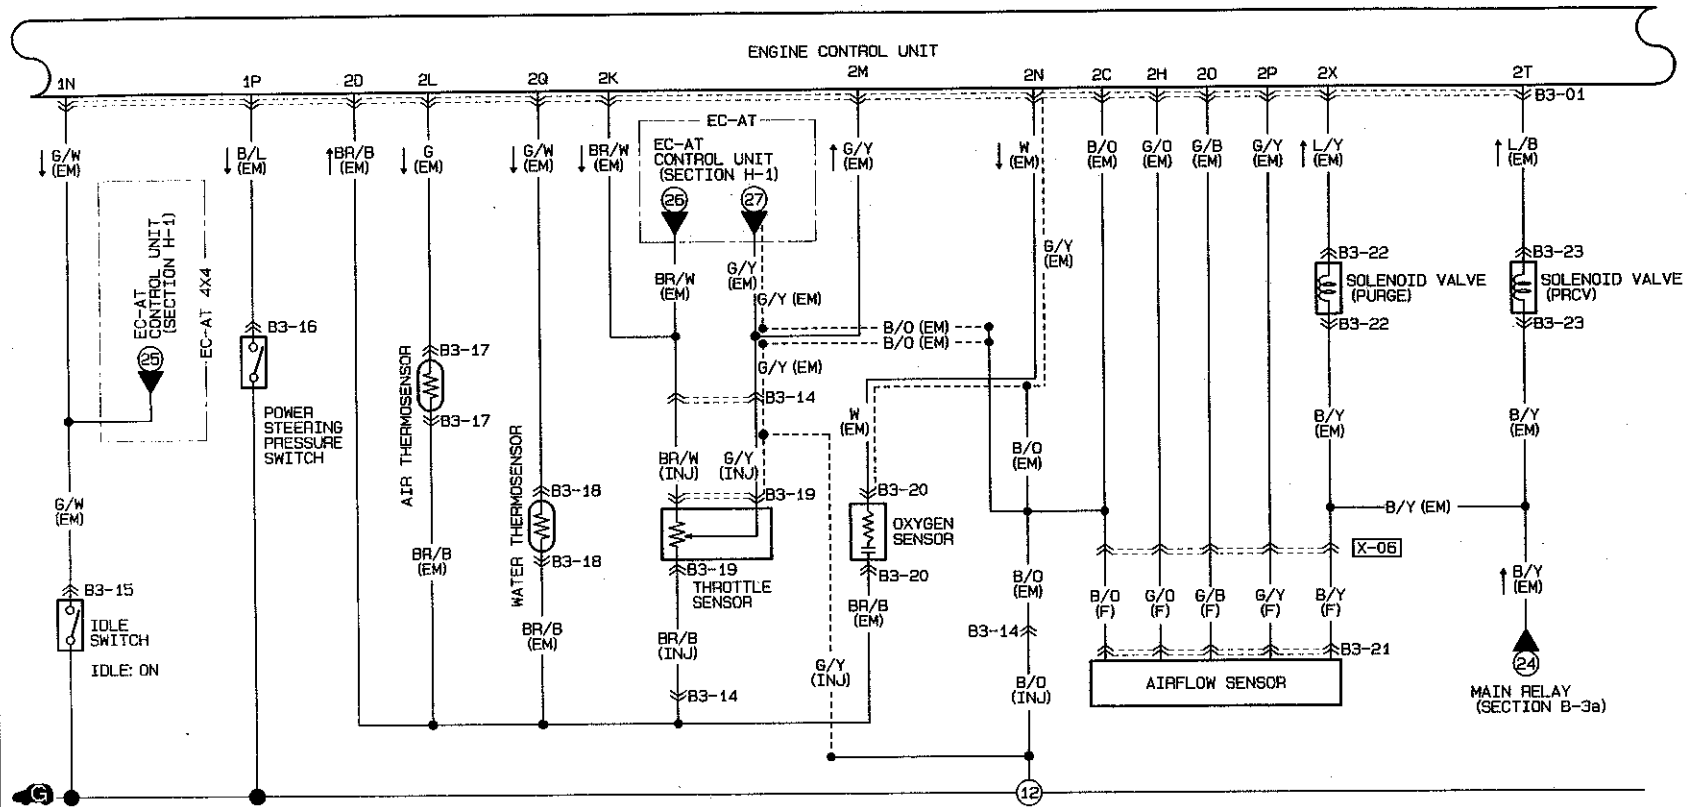 ENGINE CONTROL UNIT
1N 1P 2D 2L 2Q 2K 2M 2N 2C 2H 2O 2P 2X 2T
B3-01
G/W (EM)
B/L (EM)
BR/B (EM)
G (EM)
G/W (EM)
BR/W (EM)
EC-AT
EC-AT
CONTROL UNIT
(SECTION H-1)
26 27
G/Y (EM)
W (EM)
B/O (EM)
G/O (EM)
G/B (EM)
G/Y (EM)
L/Y (EM)
L/B (EM)
EC-AT
CONTROL UNIT
(SECTION H-1)
EC-AT 4X4
25
BR/W (EM)
G/Y (EM)
G/Y (EM)
G/Y (EM)
B3-22
SOLENOID VALVE
(PURGE)
B3-22
B3-23
SOLENOID VALVE
(PRCV)
B3-23
B/O (EM)
B/O (EM)
G/Y (EM)
B3-16
POWER
STEERING
PRESSURE
SWITCH
B3-17
AIR THERMOSENSOR
B3-17
B3-14
W (EM)
B/O (EM)
B/Y (EM)
B/Y (EM)
BR/W (INJ)
G/Y (INJ)
G/W (EM)
B3-18
WATER THERMOSENSOR
B3-18
B3-19
B3-19
THROTTLE
SENSOR
B3-20
OXYGEN
SENSOR
B3-20
B/Y (EM)
X-06
BR/B (EM)
B/O (EM)
B/O (F)
G/O (F)
G/B (F)
G/Y (F)
B/Y (F)
B/Y (EM)
B3-15
IDLE
SWITCH
IDLE: ON
BR/B (EM)
BR/B (INJ)
BR/B (EM)
B3-14
B3-21
AIRFLOW SENSOR
24
MAIN RELAY
(SECTION B-3a)
B3-14
G/Y (INJ)
B/O (INJ)
G
12